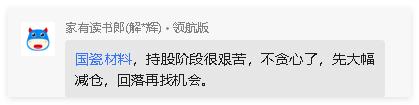 家有读书郎(解*辉)·领航版
国瓷材料，持股阶段很艰苦，不贪心了，先大幅
减仓，回落再找机会。